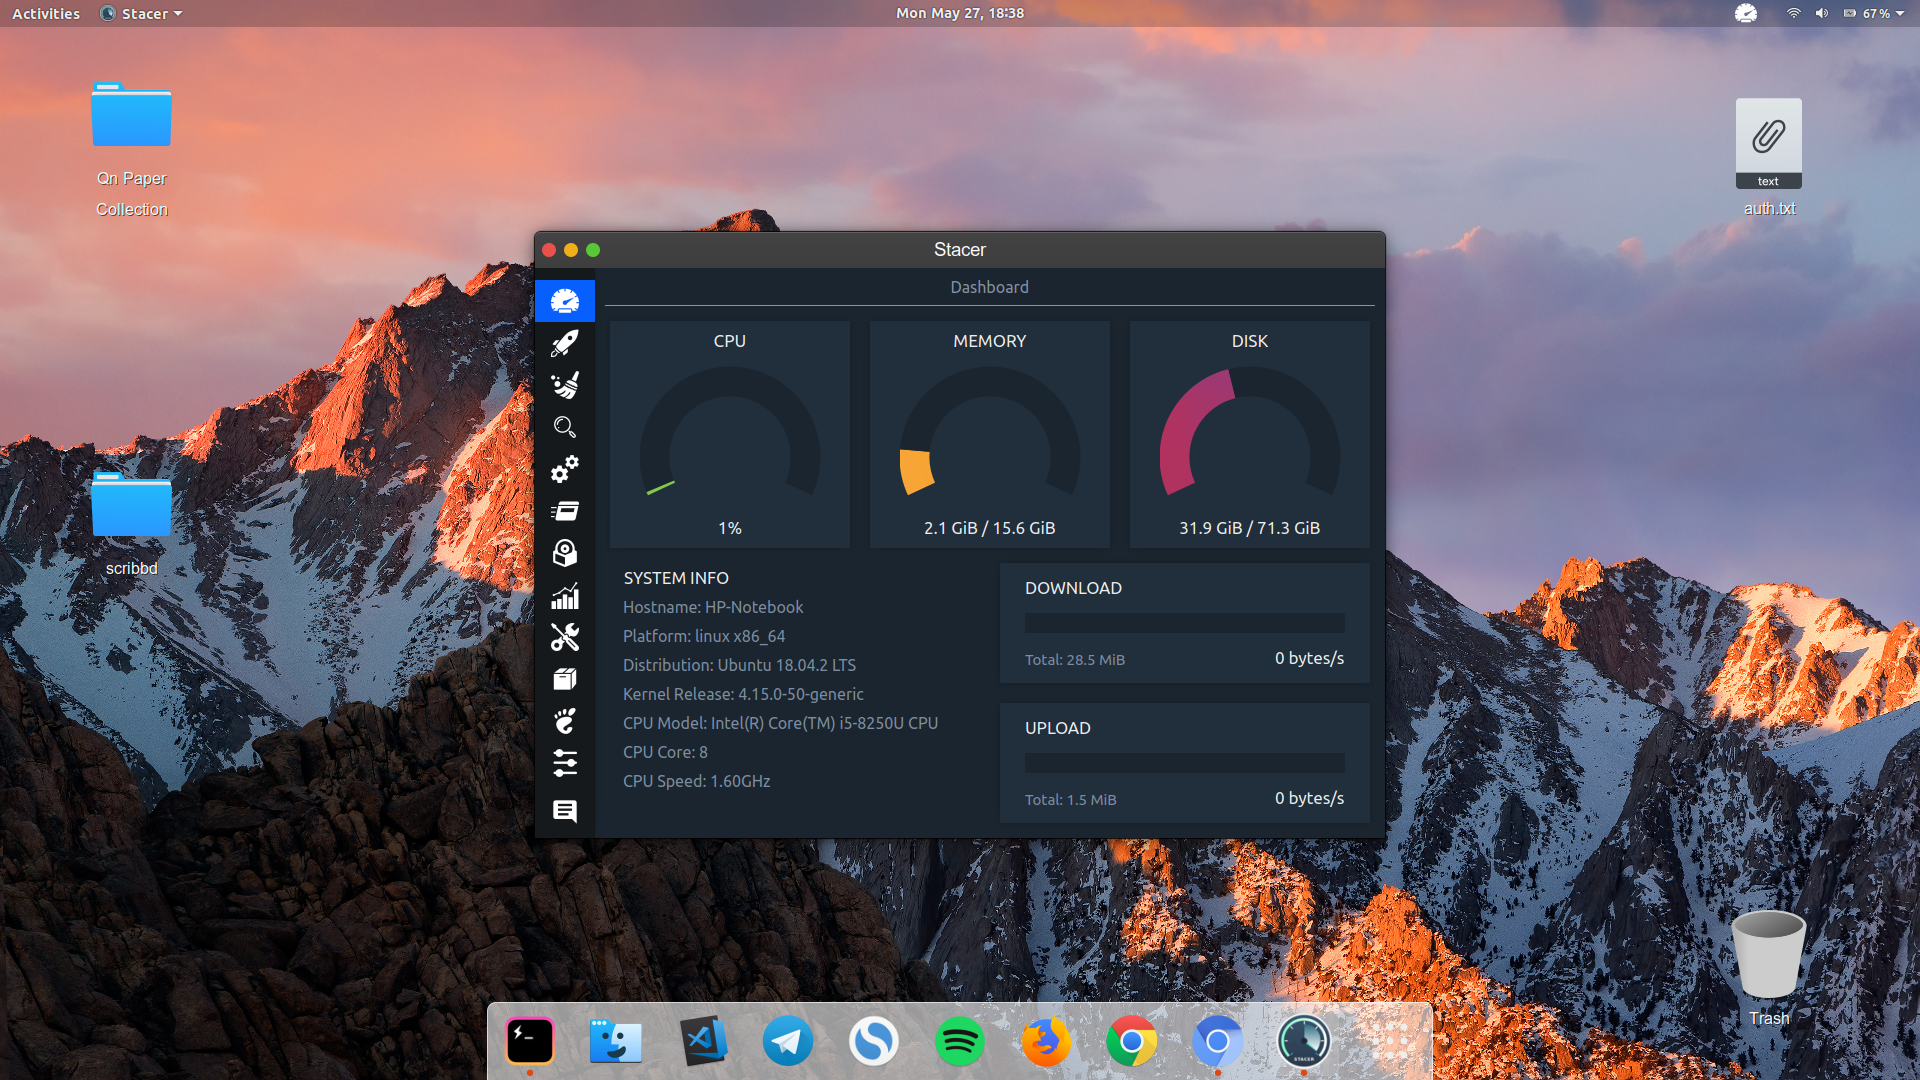 Activities
Stacer
Mon May 27, 18:38
67 %
Qn Paper
Collection
text
auth.txt
scribbd
Stacer
Dashboard
CPU
1%
MEMORY
2.1 GiB / 15.6 GiB
DISK
31.9 GiB / 71.3 GiB
SYSTEM INFO
Hostname: HP-Notebook
Platform: linux x86_64
Distribution: Ubuntu 18.04.2 LTS
Kernel Release: 4.15.0-50-generic
CPU Model: Intel(R) Core(TM) i5-8250U CPU
CPU Core: 8
CPU Speed: 1.60GHz
DOWNLOAD
Total: 28.5 MiB
0 bytes/s
UPLOAD
Total: 1.5 MiB
0 bytes/s
Trash
STACER